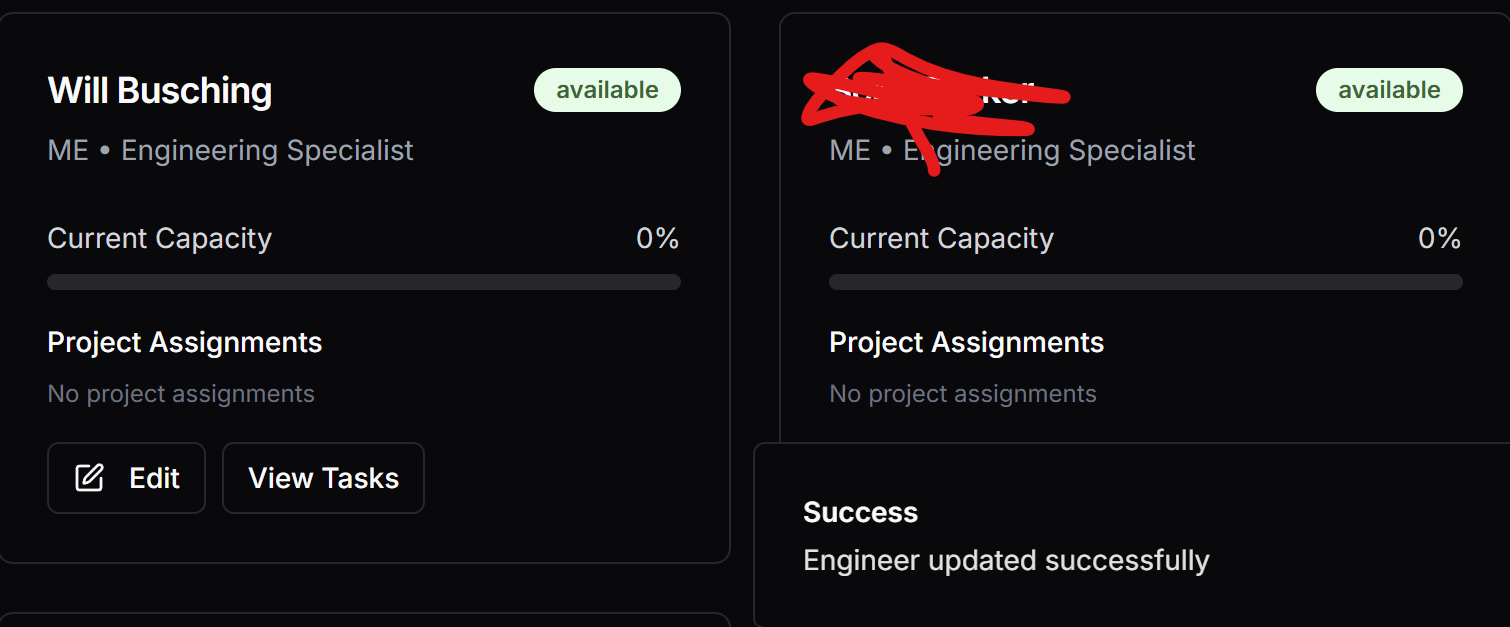 Will Busching
available
ME • Engineering Specialist
Current Capacity
0%
Project Assignments
No project assignments
Edit
View Tasks
available
ME • Engineering Specialist
Current Capacity
0%
Project Assignments
No project assignments
Success
Engineer updated successfully